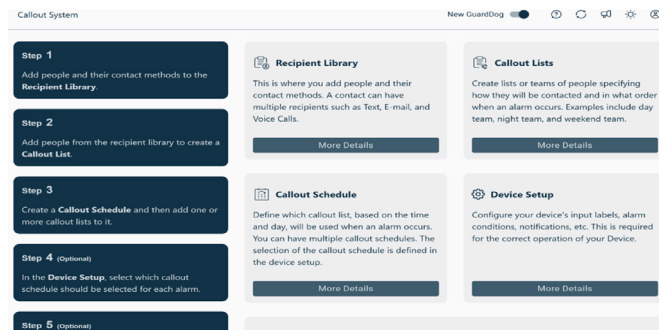 Callout System
New GuardDog
Step 1
Add people and their contact methods to the
Recipient Library.
Step 2
Add people from the recipient library to create a
Callout List.
Step 3
Create a Callout Schedule and then add one or
more callout lists to it.
Step 4 (Optional)
In the Device Setup, select which callout
schedule should be selected for each alarm.
Step 5 (Optional)
Recipient Library
This is where you add people and their
contact methods. A contact can have
multiple recipients such as Text, E-mail, and
Voice Calls.
More Details
Callout Lists
Create lists or teams of people specifying
how they will be contacted and in what order
when an alarm occurs. Examples include day
team, night team, and weekend team.
More Details
Callout Schedule
Define which callout list, based on the time
and day, will be used when an alarm occurs.
You can have multiple callout schedules. The
selection of the callout schedule is defined in
the device setup.
More Details
Device Setup
Configure your device's input labels, alarm
conditions, notifications, etc. This is required
for the correct operation of your Device.
More Details